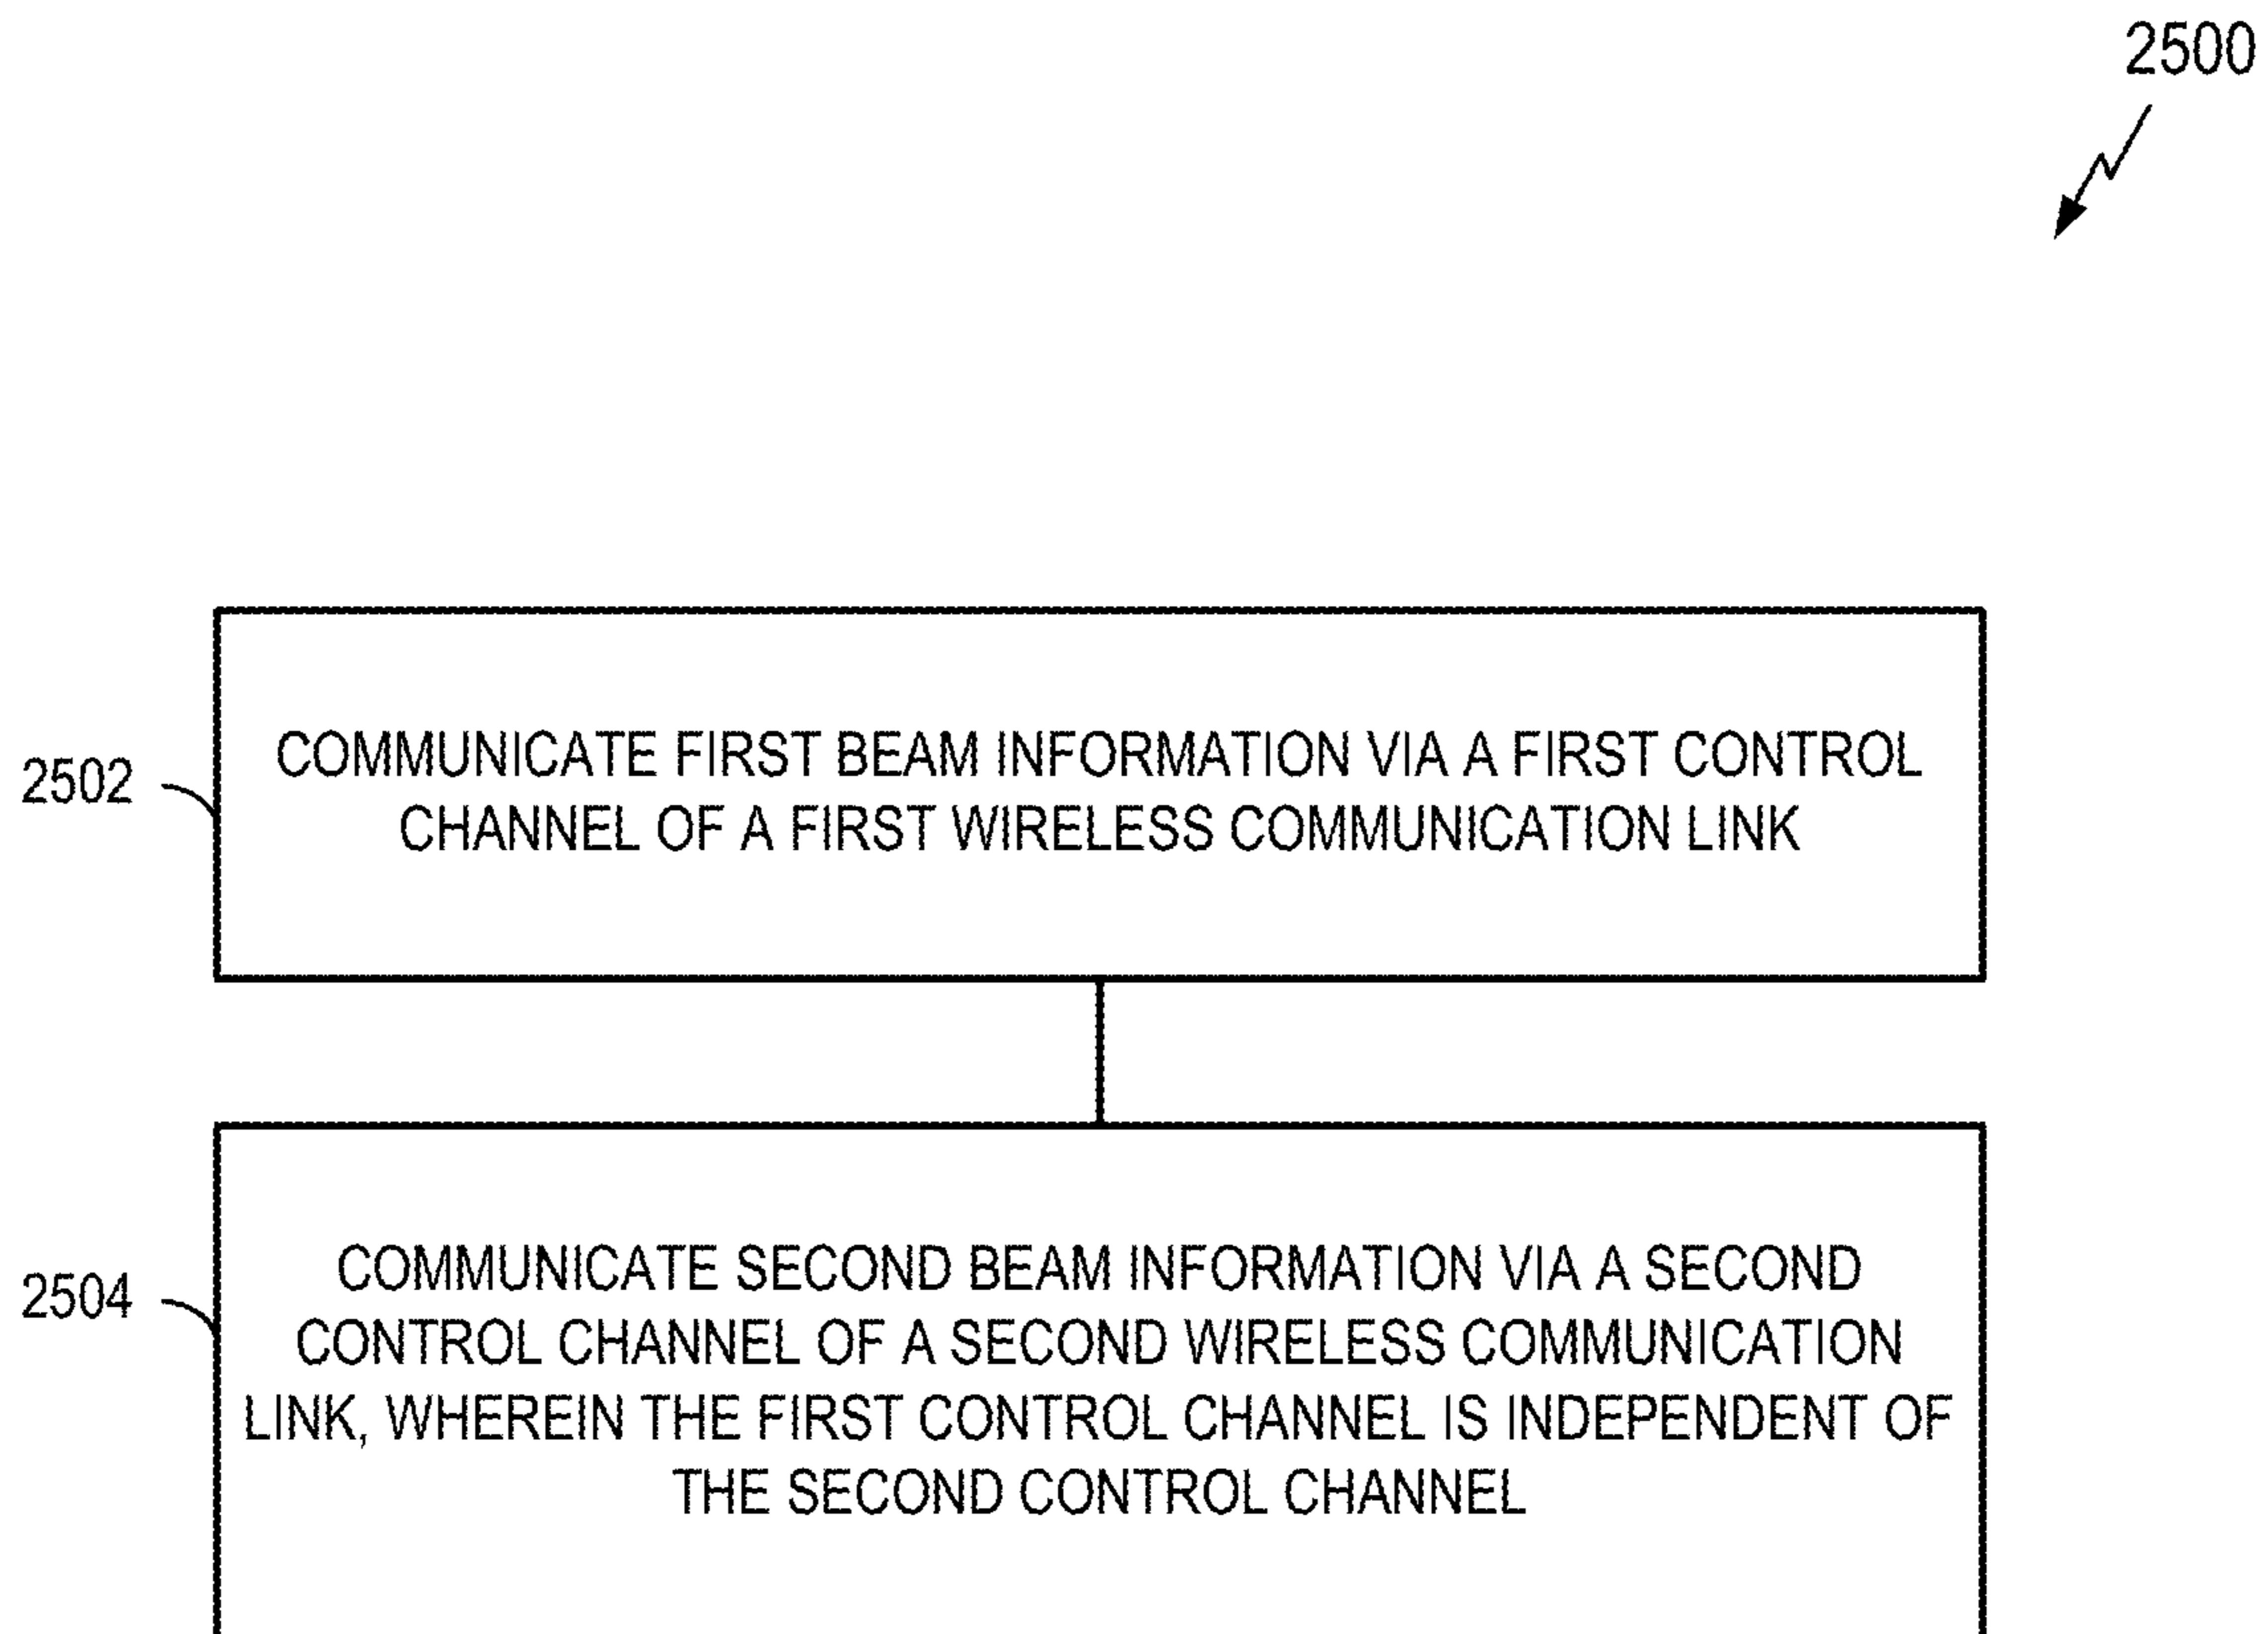 2500
2502
COMMUNICATE FIRST BEAM INFORMATION VIA A FIRST CONTROL
CHANNEL OF A FIRST WIRELESS COMMUNICATION LINK
2504
COMMUNICATE SECOND BEAM INFORMATION VIA A SECOND
CONTROL CHANNEL OF A SECOND WIRELESS COMMUNICATION
LINK, WHEREIN THE FIRST CONTROL CHANNEL IS INDEPENDENT OF
THE SECOND CONTROL CHANNEL